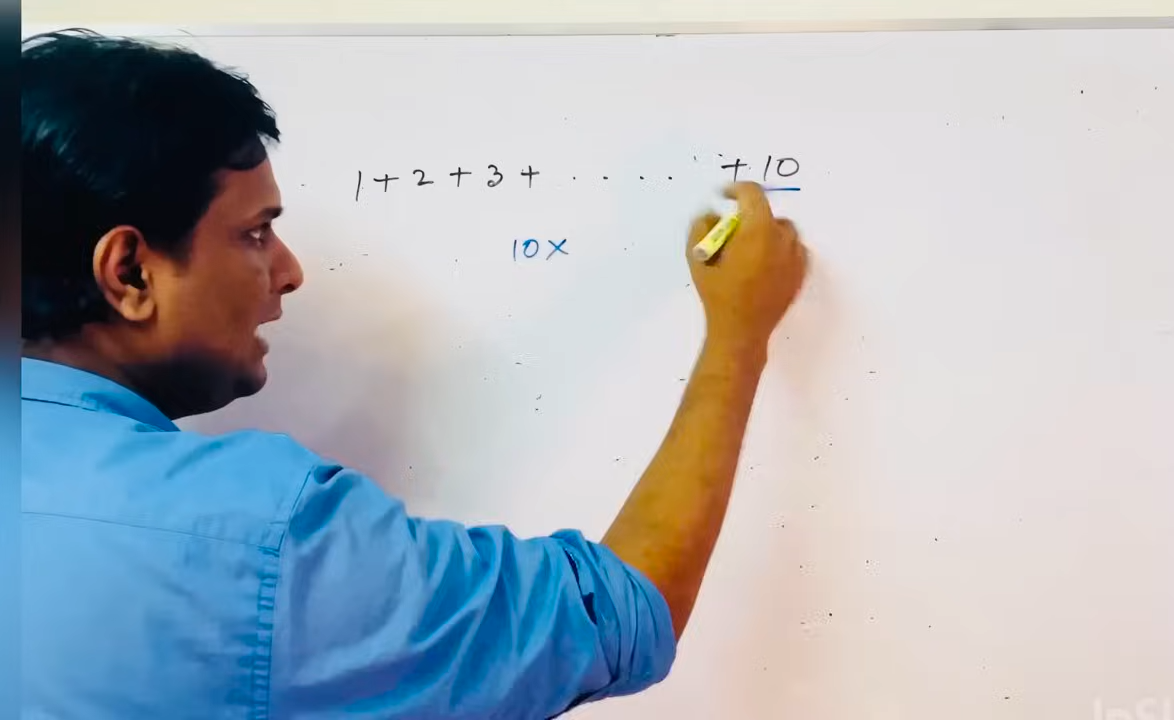 1 + 2 + 3 + . . . . + 10
10 ×